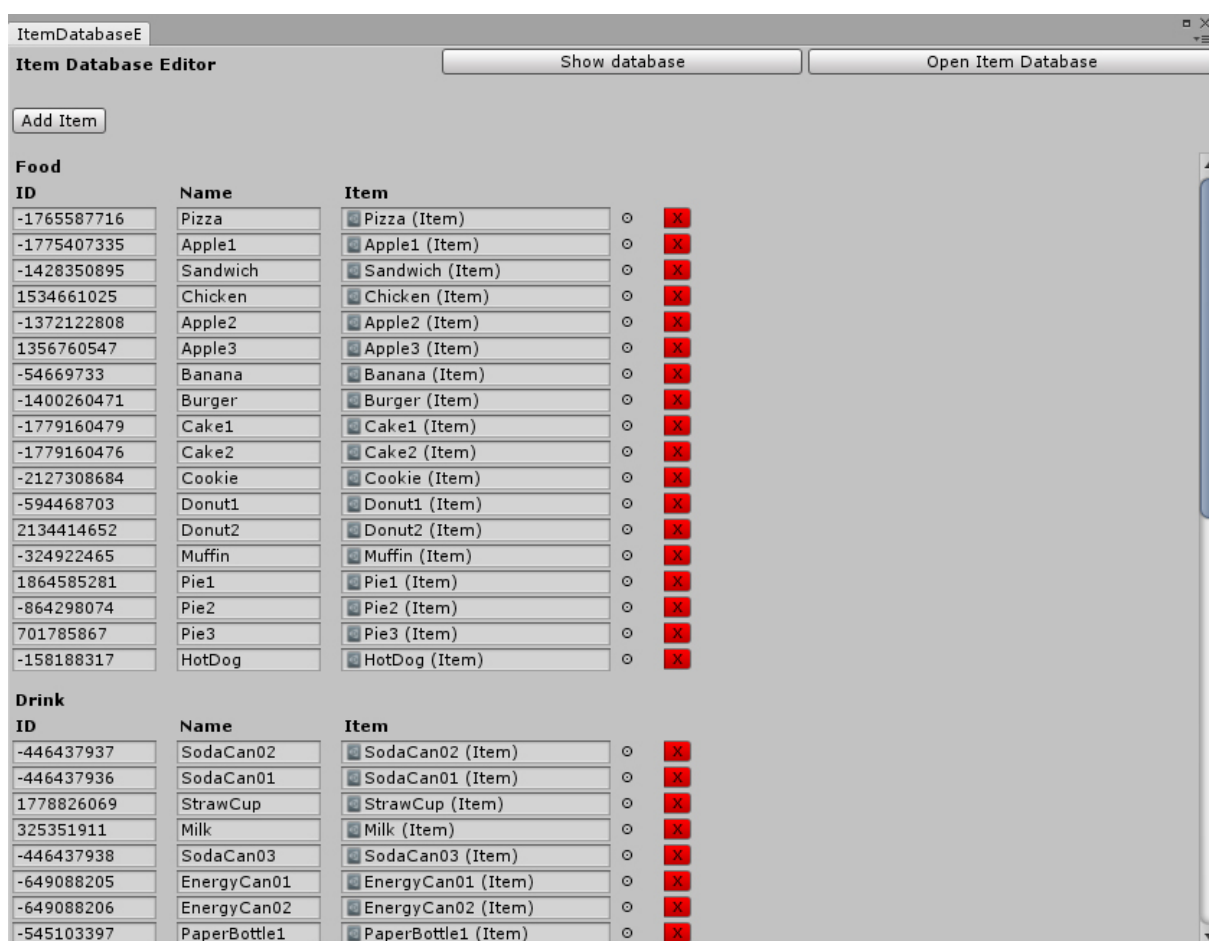 ItemDatabaseE
Item Database Editor Show database Open Item Database
Add Item
Food
ID Name Item
-1765587716 Pizza Pizza (Item) X
-1775407335 Apple1 Apple1 (Item) X
-1428350895 Sandwich Sandwich (Item) X
1534661025 Chicken Chicken (Item) X
-1372122808 Apple2 Apple2 (Item) X
1356760547 Apple3 Apple3 (Item) X
-54669733 Banana Banana (Item) X
-1400260471 Burger Burger (Item) X
-1779160479 Cake1 Cake1 (Item) X
-1779160476 Cake2 Cake2 (Item) X
-2127308684 Cookie Cookie (Item) X
-594468703 Donut1 Donut1 (Item) X
2134414652 Donut2 Donut2 (Item) X
-324922465 Muffin Muffin (Item) X
1864585281 Pie1 Pie1 (Item) X
-864298074 Pie2 Pie2 (Item) X
701785867 Pie3 Pie3 (Item) X
-158188317 HotDog HotDog (Item) X
Drink
ID Name Item
-446437937 SodaCan02 SodaCan02 (Item) X
-446437936 SodaCan01 SodaCan01 (Item) X
1778826069 StrawCup StrawCup (Item) X
325351911 Milk Milk (Item) X
-446437938 SodaCan03 SodaCan03 (Item) X
-649088205 EnergyCan01 EnergyCan01 (Item) X
-649088206 EnergyCan02 EnergyCan02 (Item) X
-545103397 PaperBottle1 PaperBottle1 (Item) X